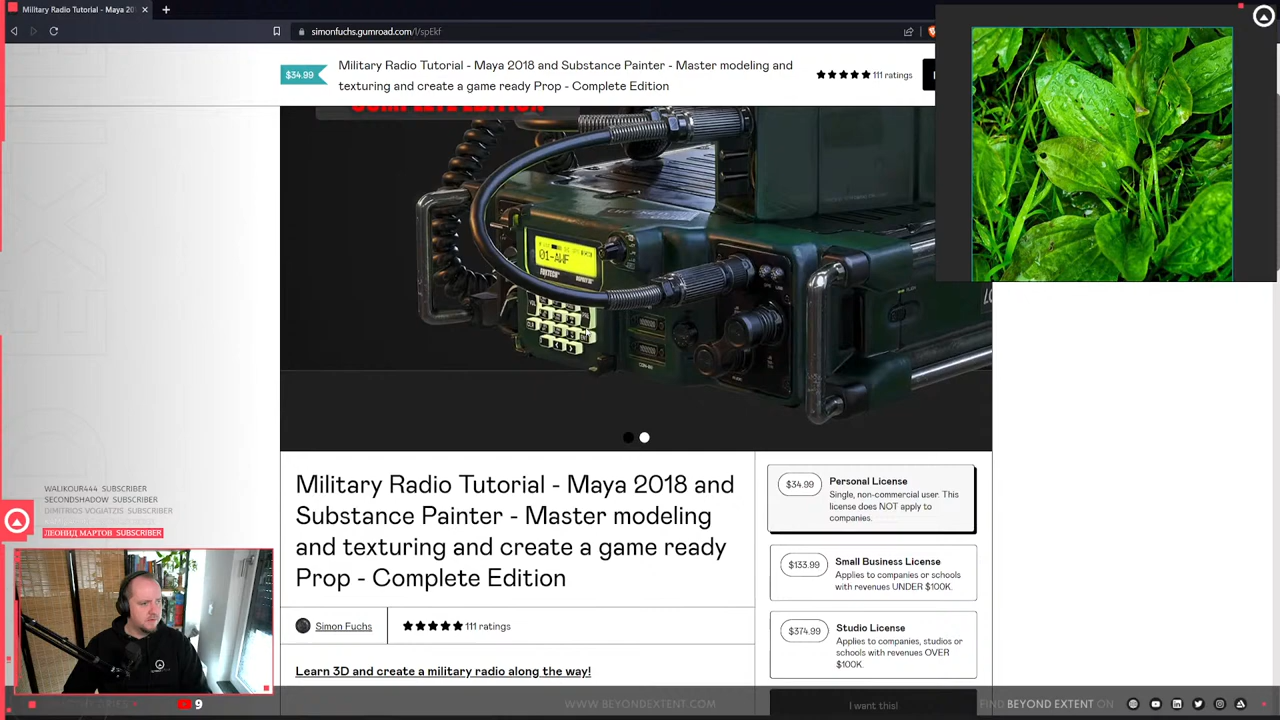 Military Radio Tutorial - Maya 20
simonfuchs.gumroad.com/l/spEkf
$34.99
Military Radio Tutorial - Maya 2018 and Substance Painter - Master modeling and
texturing and create a game ready Prop - Complete Edition
111 ratings
COMPLETE EDITION
01-AWF
Military Radio Tutorial - Maya 2018 and
Substance Painter - Master modeling
and texturing and create a game ready
Prop - Complete Edition
Simon Fuchs
111 ratings
Learn 3D and create a military radio along the way!
$34.99
Personal License
Single, non-commercial user. This
license does NOT apply to
companies.
$133.99
Small Business License
Applies to companies or schools
with revenues UNDER $100K.
$374.99
Studio License
Applies to companies, studios or
schools with revenues OVER
$100K.
I want this!
WALIKOUR444 SUBSCRIBER
SECONDSHADOW SUBSCRIBER
DIMITRIOS VOGIATZIS SUBSCRIBER
ЛЕОНИД МАРТОВ SUBSCRIBER
9
WWW.BEYONDEXTENT.COM
FIND BEYOND EXTENT ON